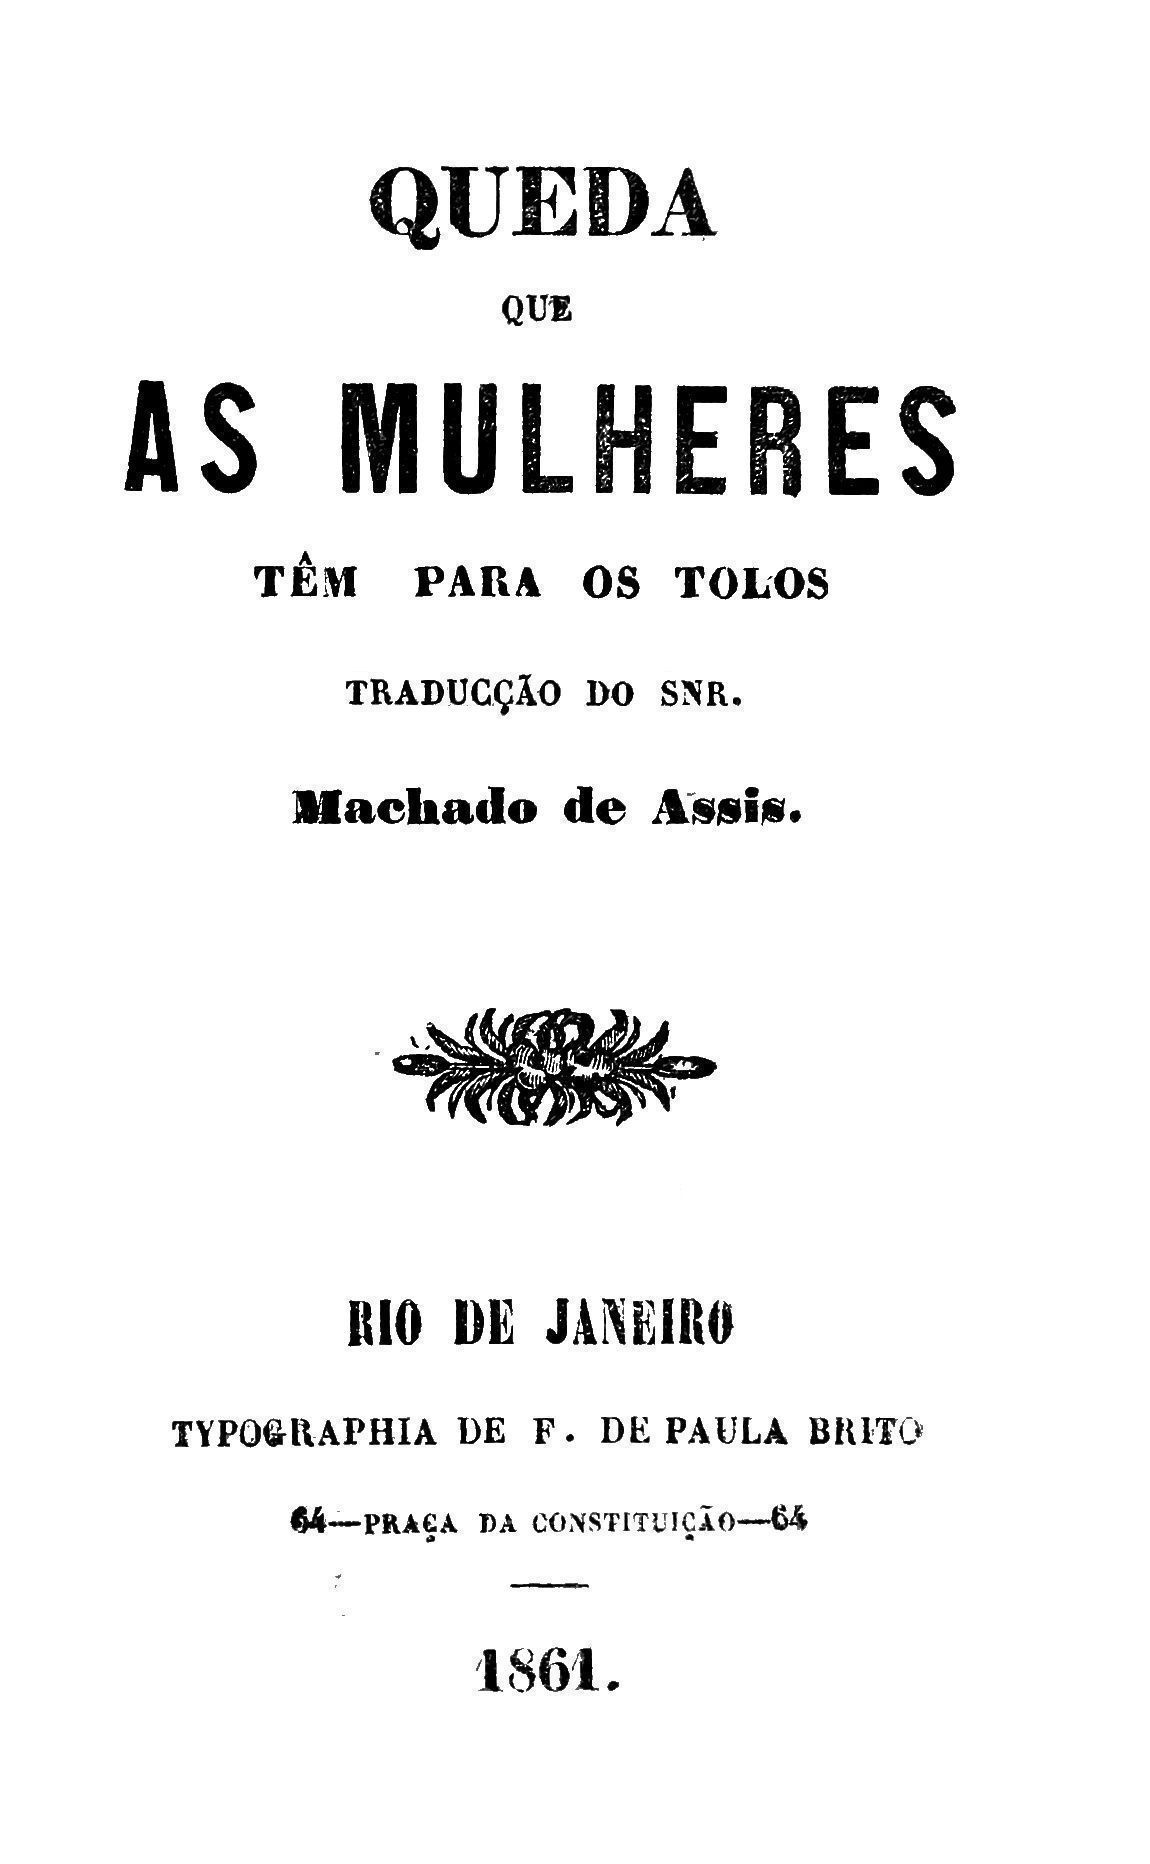 QUEDA
QUE
AS MULHERES
TÊM PARA OS TOLOS
TRADUCÇÃO DO SNR.
Machado de Assis.
RIO DE JANEIRO
TYPOGRAPHIA DE F. DE PAULA BRITO
64—PRAÇA DA CONSTITUIÇÃO—64
1861.